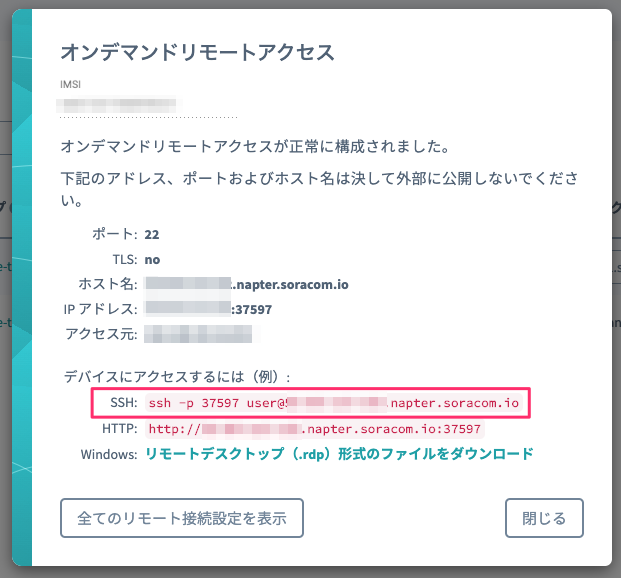 オンデマンドリモートアクセス
IMSI
オンデマンドリモートアクセスが正常に構成されました。
下記のアドレス、ポートおよびホスト名は決して外部に公開しないでくださ
い。
ポート: 22
TLS: no
ホスト名: .napter.soracom.io
IP アドレス: :37597
アクセス元:
デバイスにアクセスするには（例）:
SSH: ssh -p 37597 user@ .napter.soracom.io
HTTP: http:// .napter.soracom.io:37597
Windows: リモートデスクトップ（.rdp）形式のファイルをダウンロード
全てのリモート接続設定を表示
閉じる